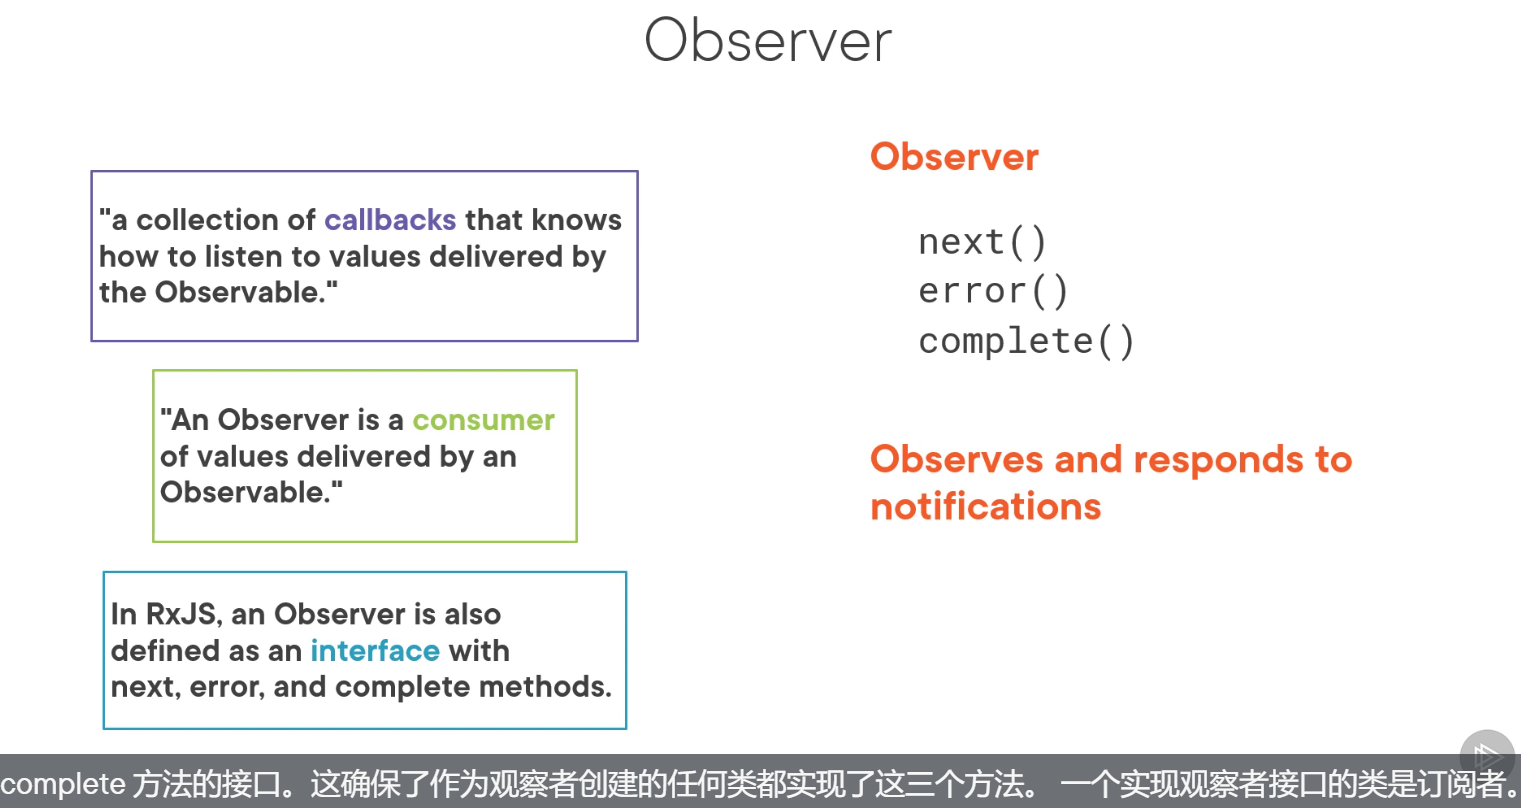 Observer
"a collection of callbacks that knows
how to listen to values delivered by
the Observable."
"An Observer is a consumer
of values delivered by an
Observable."
In RxJS, an Observer is also
defined as an interface with
next, error, and complete methods.
Observer
next()
error()
complete()
Observes and responds to
notifications
complete 方法的接口。这确保了作为观察者创建的任何类都实现了这三个方法。 一个实现观察者接口的类是订阅者。